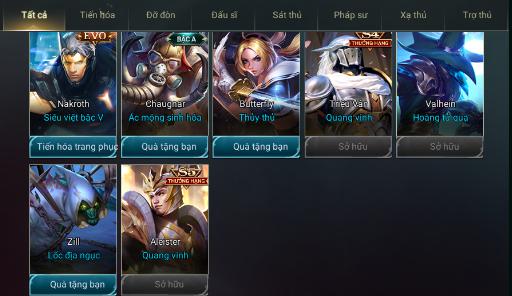 Tất cả Tiến hóa Đỡ đòn Đấu sĩ Sát thủ Pháp sư Xạ thủ Trợ thủ
EVO BẬC A S4
THƯỞNG HẠNG
Nakroth Chaugnar Butterfly Triệu Vân Valhein
Siêu việt bậc V Ác mộng sinh hóa Thủy thủ Quang vinh Hoàng tử quạ
Tiến hóa trang phục Quà tặng bạn Quà tặng bạn Sở hữu Sở hữu
S5
THƯỞNG HẠNG
Zill Aleister
Lốc địa ngục Quang vinh
Quà tặng bạn Sở hữu